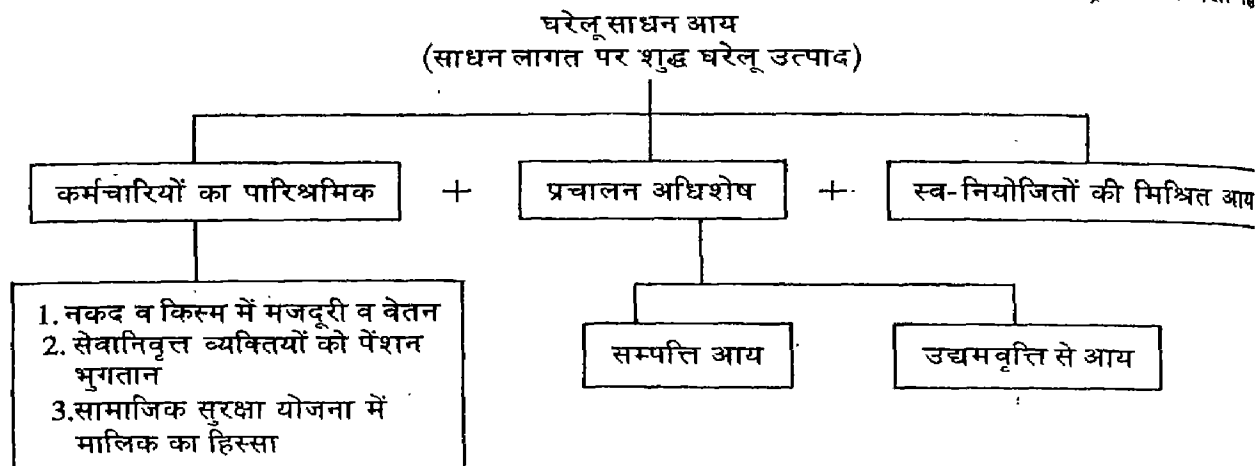 घरेलू साधन आय
(साधन लागत पर शुद्ध घरेलू उत्पाद)
कर्मचारियों का पारिश्रमिक + प्रचालन अधिशेष + स्व-नियोजितों की मिश्रित आय
1. नकद व किस्म में मजदूरी व वेतन
2. सेवानिवृत्त व्यक्तियों को पेंशन
भुगतान
3.सामाजिक सुरक्षा योजना में
मालिक का हिस्सा
सम्पत्ति आय
उद्यमवृत्ति से आय